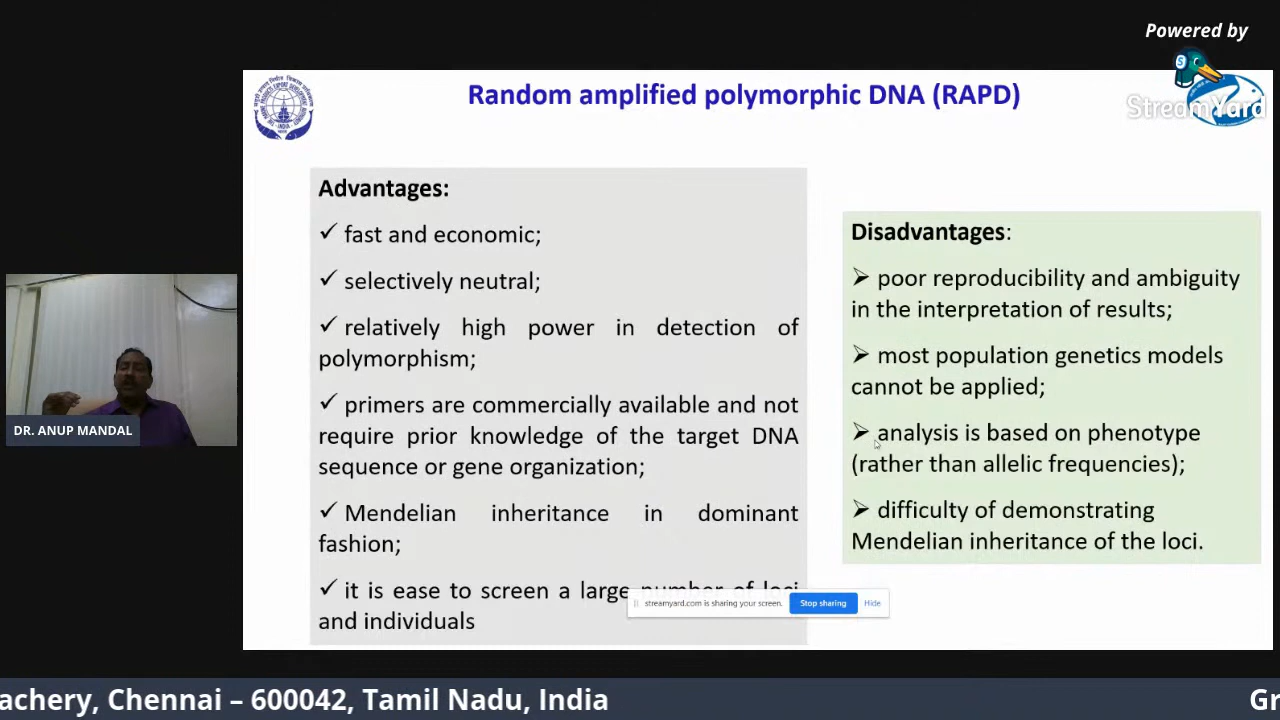 Powered by
StreamYard
Random amplified polymorphic DNA (RAPD)
Advantages:
✓ fast and economic;
✓ selectively neutral;
✓ relatively high power in detection of
polymorphism;
✓ primers are commercially available and not
require prior knowledge of the target DNA
sequence or gene organization;
✓ Mendelian inheritance in dominant
fashion;
✓ it is ease to screen a large number of loci
and individuals
Disadvantages:
➢ poor reproducibility and ambiguity
in the interpretation of results;
➢ most population genetics models
cannot be applied;
➢ analysis is based on phenotype
(rather than allelic frequencies);
➢ difficulty of demonstrating
Mendelian inheritance of the loci.
DR. ANUP MANDAL
streamyard.com is sharing your screen.
Stop sharing
Hide
achery, Chennai – 600042, Tamil Nadu, India
Gr